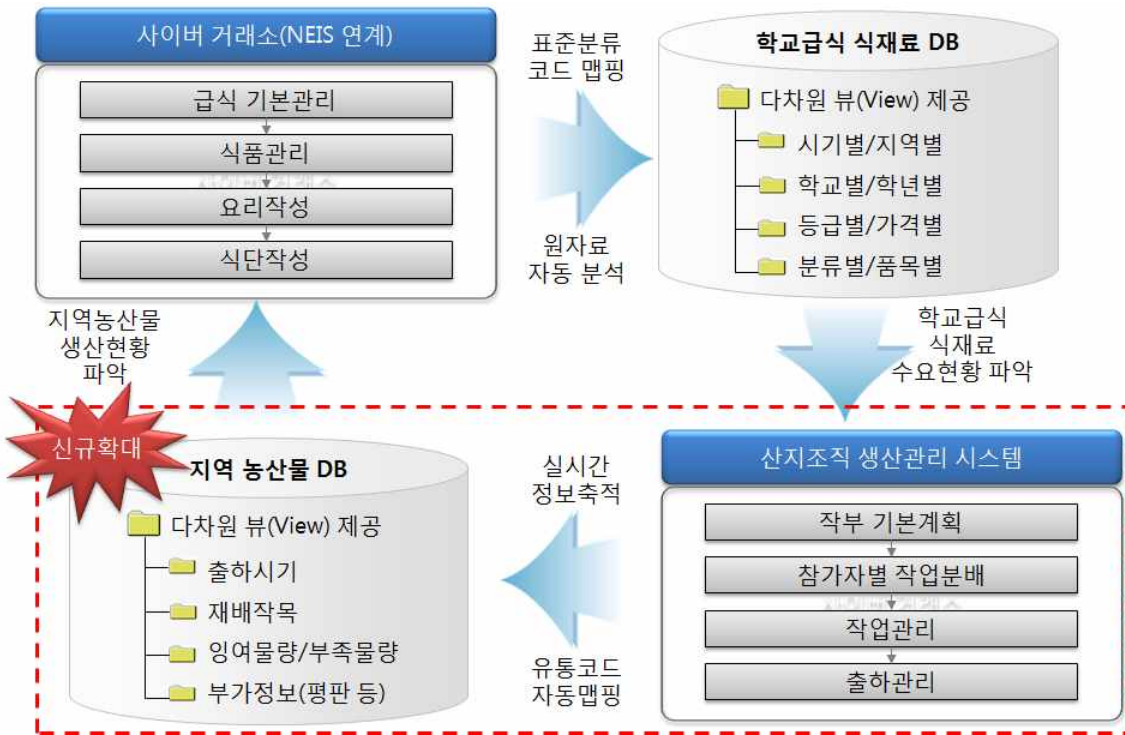 사이버 거래소(NEIS 연계)
급식 기본관리
식품관리
요리작성
식단작성
표준분류
코드 맵핑
원자료
자동 분석
학교급식 식재료 DB
다차원 뷰(View) 제공
시기별/지역별
학교별/학년별
등급별/가격별
분류별/품목별
지역농산물
생산현황
파악
학교급식
식재료
수요현황 파악
신규확대
지역 농산물 DB
다차원 뷰(View) 제공
출하시기
재배작목
잉여물량/부족물량
부가정보(평판 등)
실시간
정보축적
유통코드
자동맵핑
산지조직 생산관리 시스템
작부 기본계획
참가자별 작업분배
작업관리
출하관리